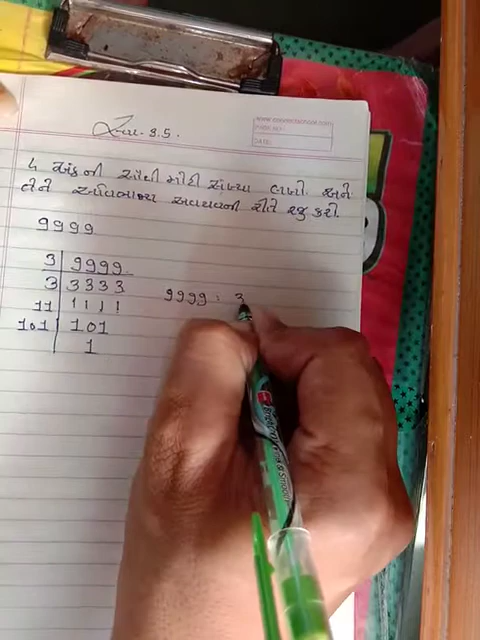 સ્વા. 3.5.
4 અંકની સૌથી મોટી સંખ્યા લખો. અને
તેને અવિભાજ્ય અવયવની રીતે રજુ કરો.
9999
3 | 9999
3 | 3333
11 | 1111
101 | 101
1
9999 : 3